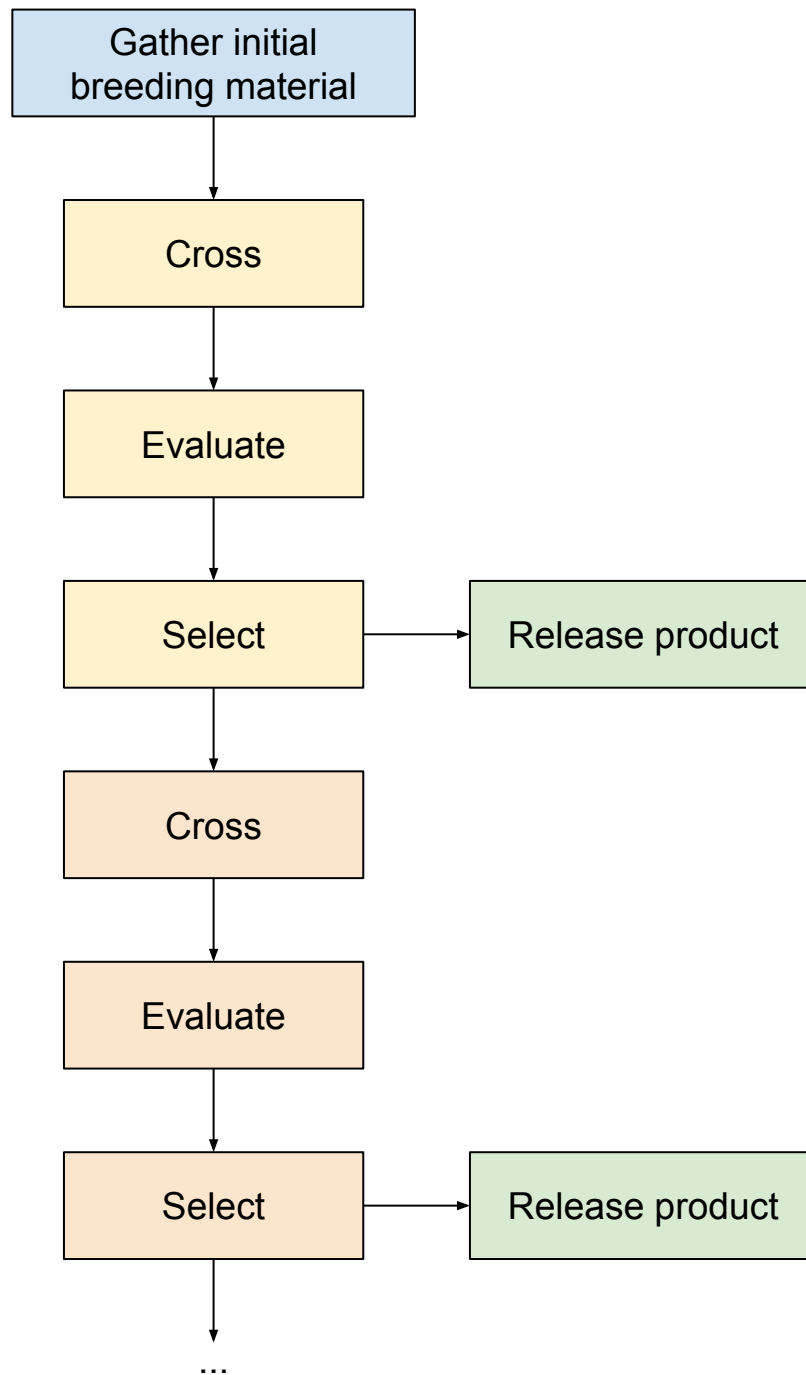 Gather initial
breeding material
Cross
Evaluate
Select
Release product
Cross
Evaluate
Select
Release product
...